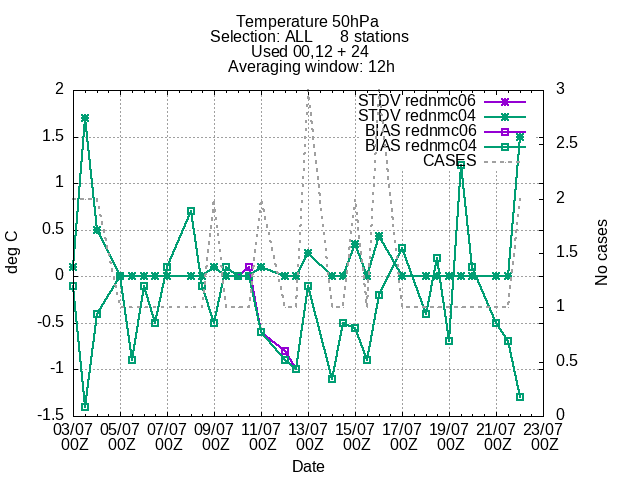 Temperature 50hPa
Selection: ALL 8 stations
Used 00,12 + 24
Averaging window: 12h
STDV rednmc06
STDV rednmc04
BIAS rednmc06
BIAS rednmc04
CASES
deg C
2
1.5
1
0.5
0
-0.5
-1
-1.5
No cases
3
2.5
2
1.5
1
0.5
0
03/07 05/07 07/07 09/07 11/07 13/07 15/07 17/07 19/07 21/07 23/07
00Z 00Z 00Z 00Z 00Z 00Z 00Z 00Z 00Z 00Z 00Z
Date